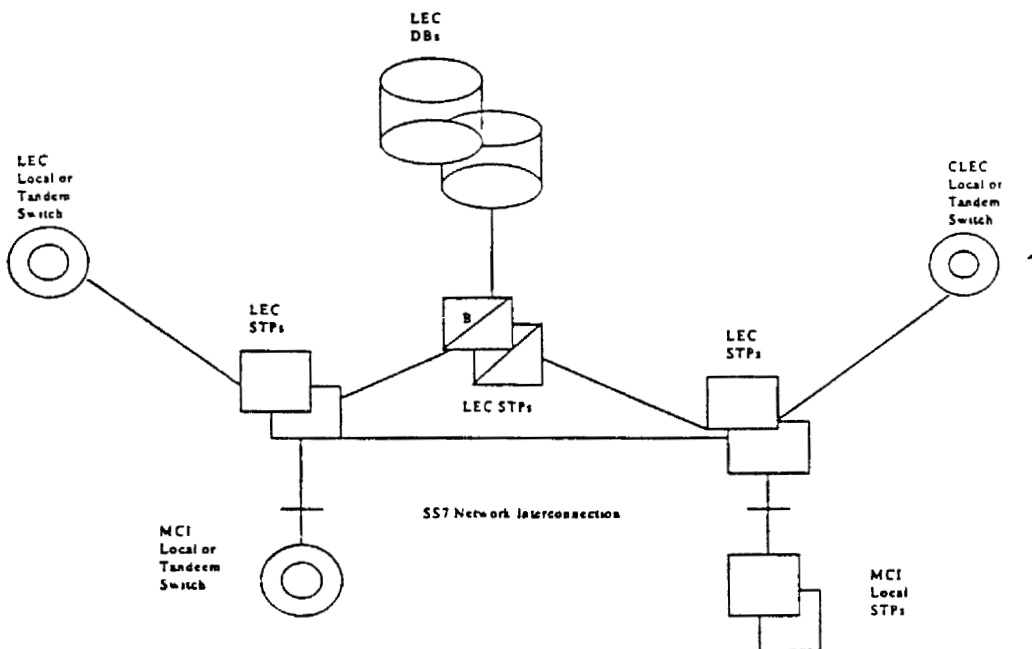 LEC
DBs
LEC
Local or
Tandem
Switch
CLEC
Local or
Tandem
Switch
B
LEC
STPs
LEC
STPs
LEC STPs
SS7 Network Interconnection
MCI
Local or
Tandeem
Switch
MCI
Local
STPs